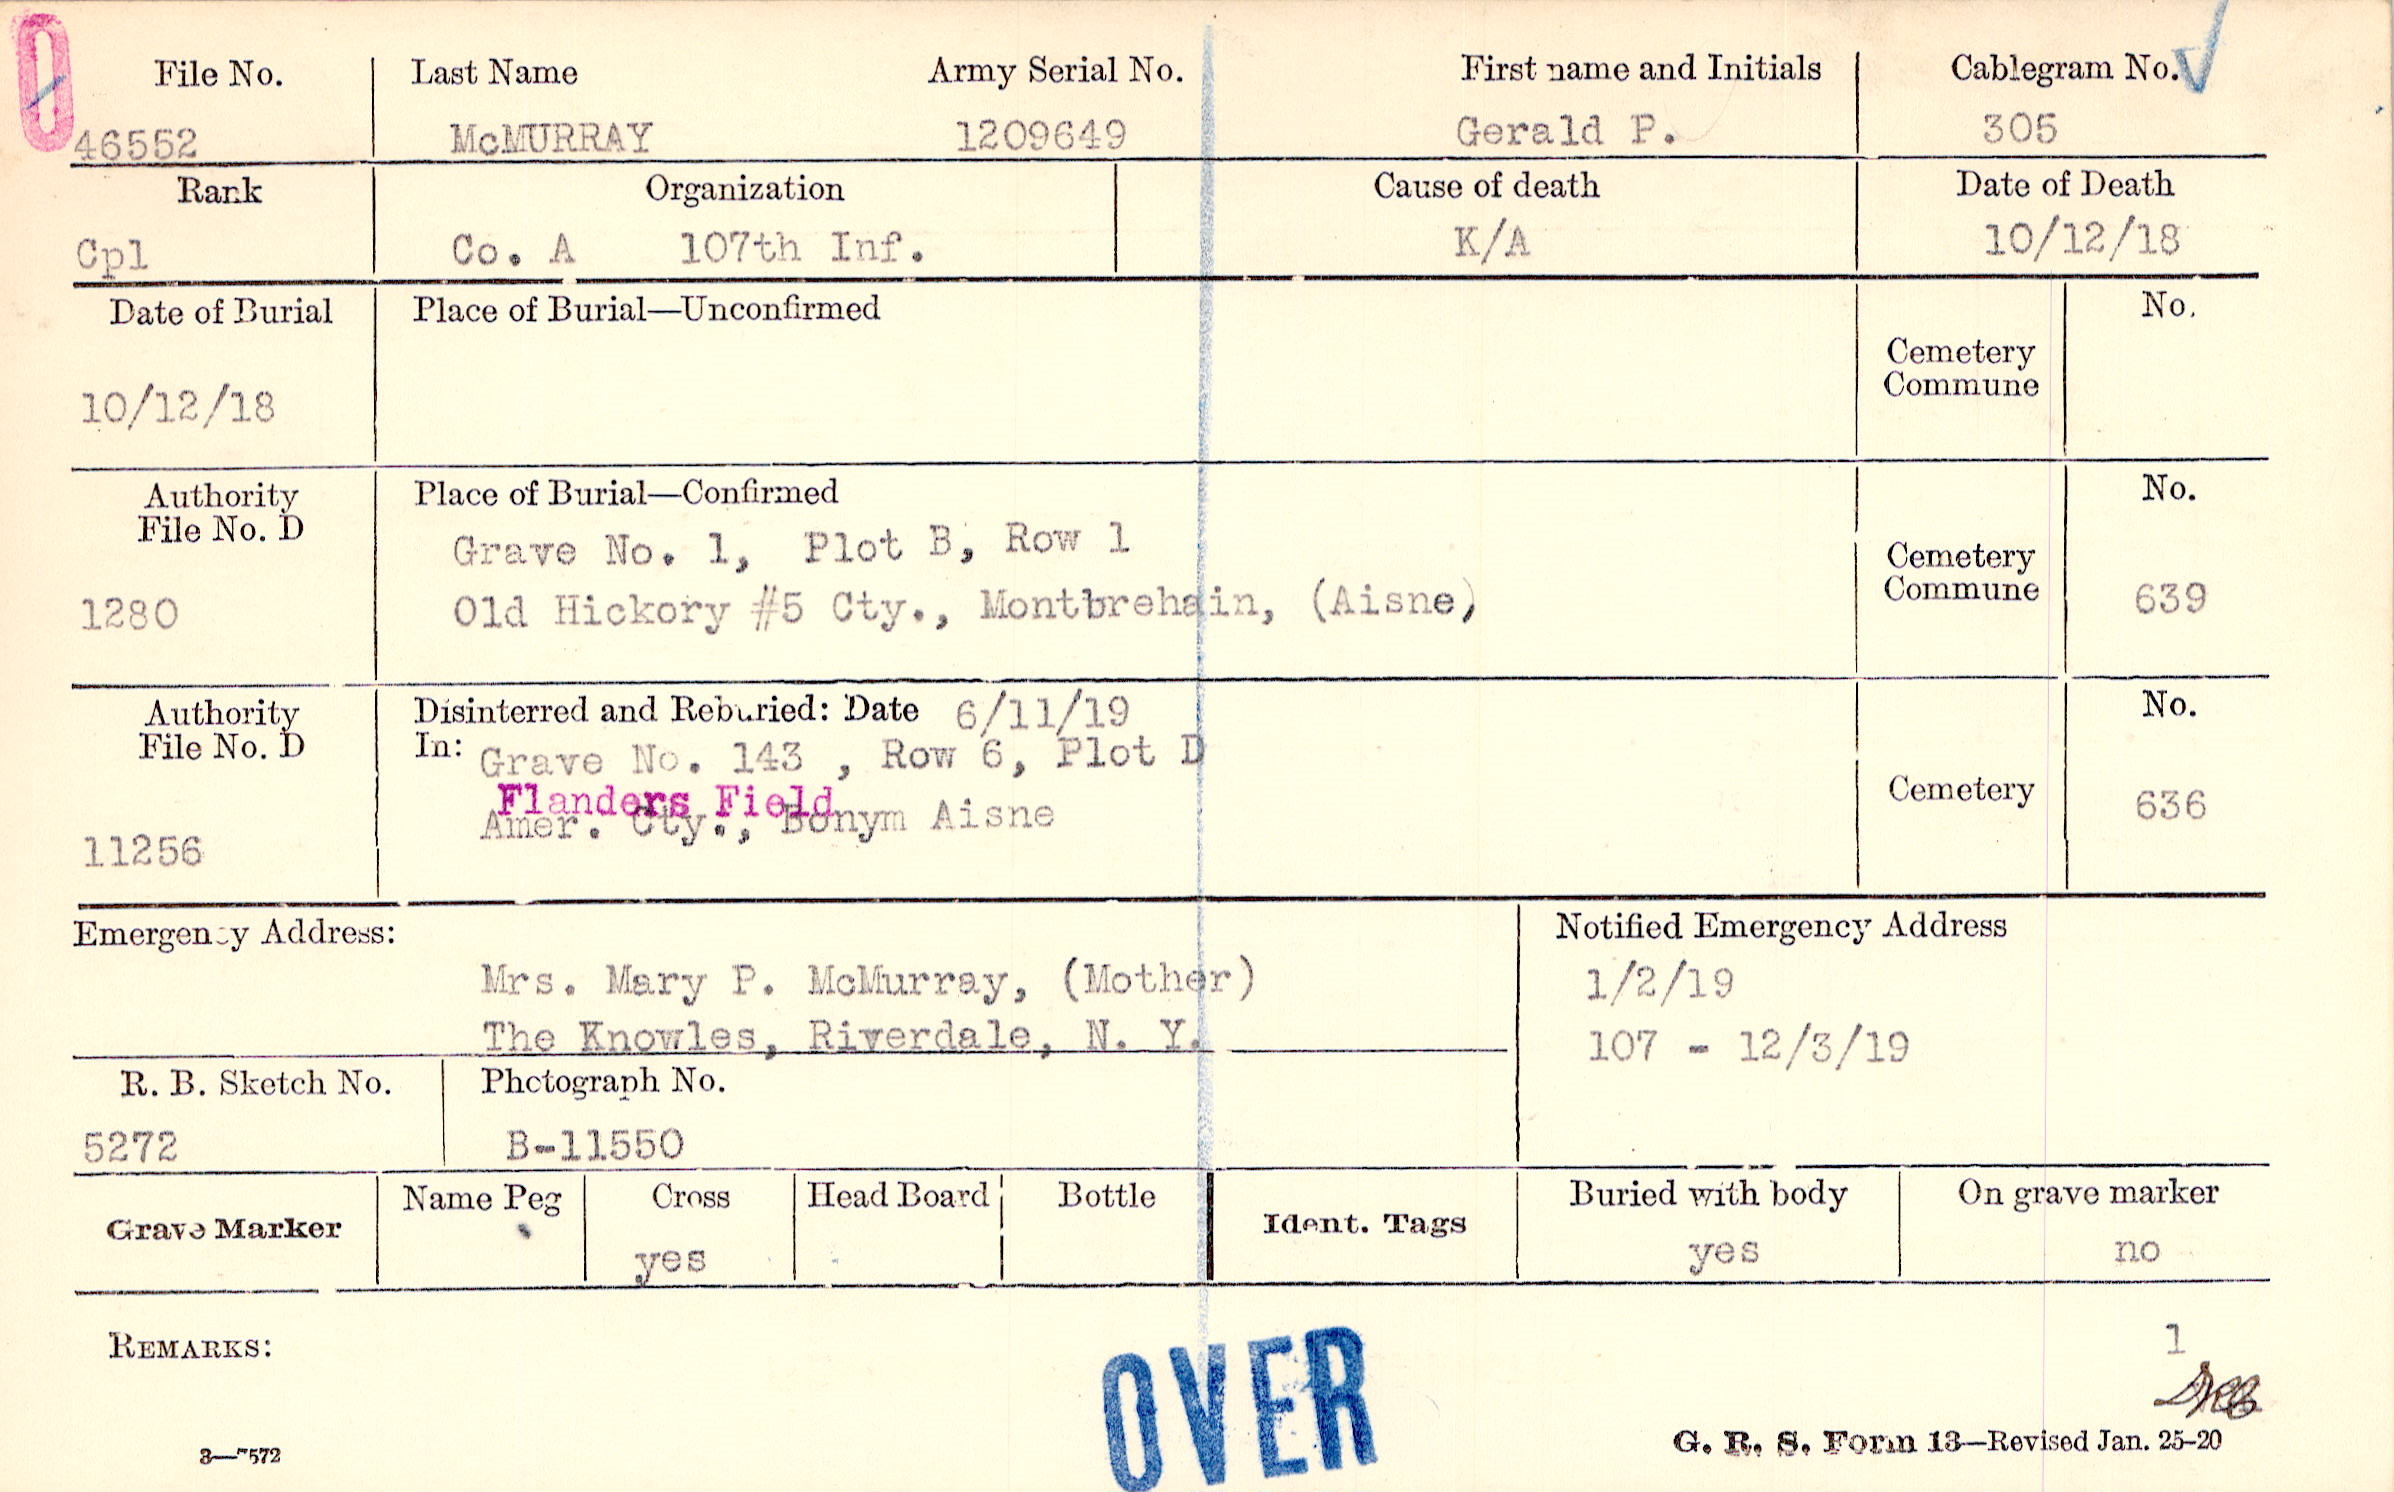 0
File No. Last Name Army Serial No. First name and Initials Cablegram No.
46552 McMURRAY 1209649 Gerald P. 305
Rank Organization Cause of death Date of Death
Cpl Co. A 107th Inf. K/A 10/12/18
Date of Burial Place of Burial—Unconfirmed No.
Cemetery
Commune
10/12/18
Authority Place of Burial—Confirmed No.
File No. D
Grave No. 1, Plot B, Row 1
Cemetery
Commune
1280 Old Hickory #5 Cty., Montbrehain, (Aisne) 639
Authority Disinterred and Reburied: Date 6/11/19 No.
File No. D In: Grave No. 143 , Row 6, Plot D
Flanders Field
Amer. Cty., Bonym Aisne Cemetery 636
11256
Emergency Address: Notified Emergency Address
Mrs. Mary P. McMurray, (Mother) 1/2/19
The Knowles, Riverdale, N. Y. 107 - 12/3/19
R. B. Sketch No. Photograph No.
5272 B-11550
Grave Marker Name Peg Cross Head Board Bottle Ident. Tags Buried with body On grave marker
yes yes no
REMARKS: 1
OVER
3—7572 G. R. S. Form 13—Revised Jan. 25-20